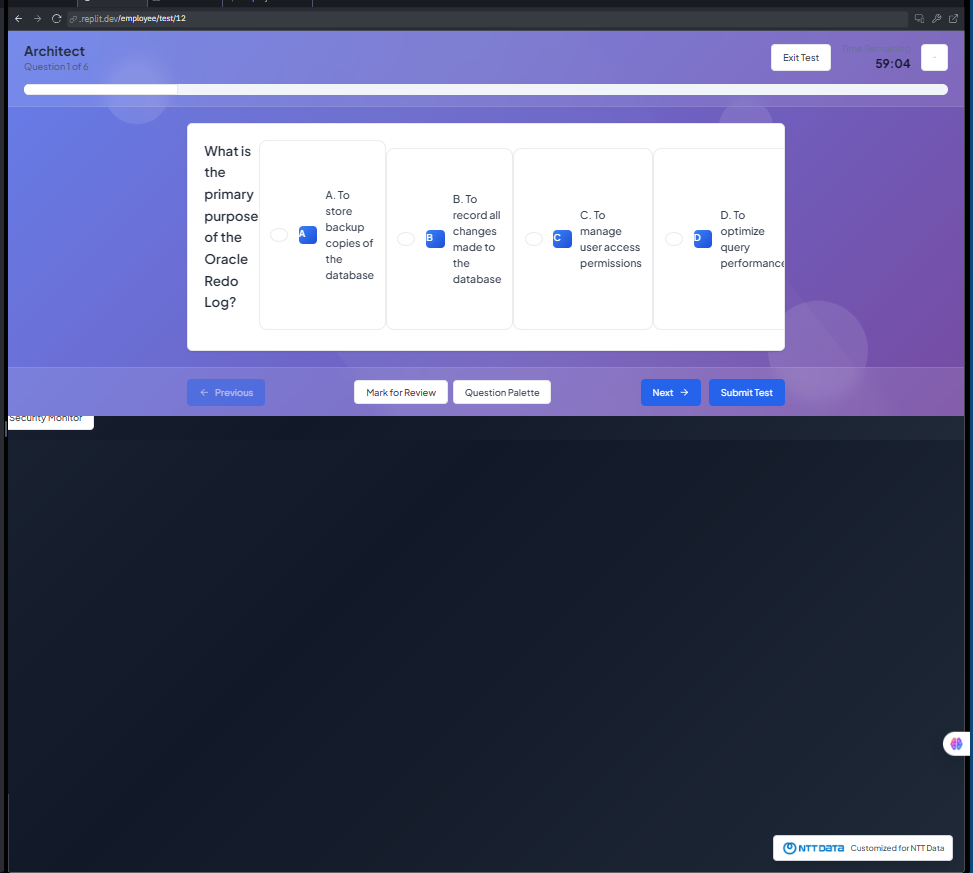 .replit.dev/employee/test/12
Architect
Question 1 of 6
Exit Test
Time Remaining
59:04
What is
the
primary
purpose
of the
Oracle
Redo
Log?
A
A. To
store
backup
copies of
the
database
B
B. To
record all
changes
made to
the
database
C
C. To
manage
user access
permissions
D
D. To
optimize
query
performance
Previous
Mark for Review
Question Palette
Next
Submit Test
Security Monitor
NTT DATA Customized for NTT Data